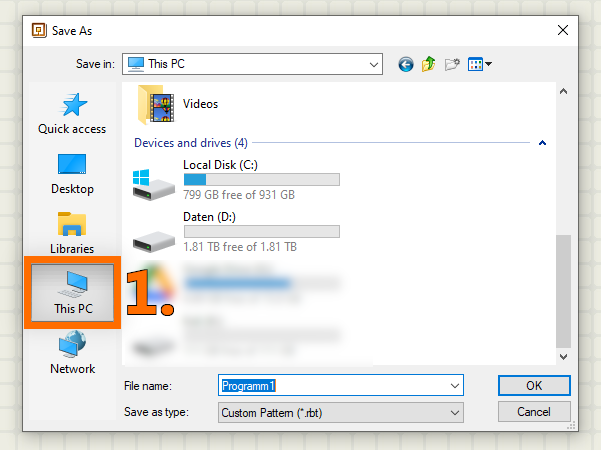 Save As
Save in:
This PC
Quick access
Desktop
Libraries
This PC
Network
1.
Videos
Devices and drives (4)
Local Disk (C:)
799 GB free of 931 GB
Daten (D:)
1.81 TB free of 1.81 TB
File name:
Programm1
OK
Save as type:
Custom Pattern (*.rbt)
Cancel